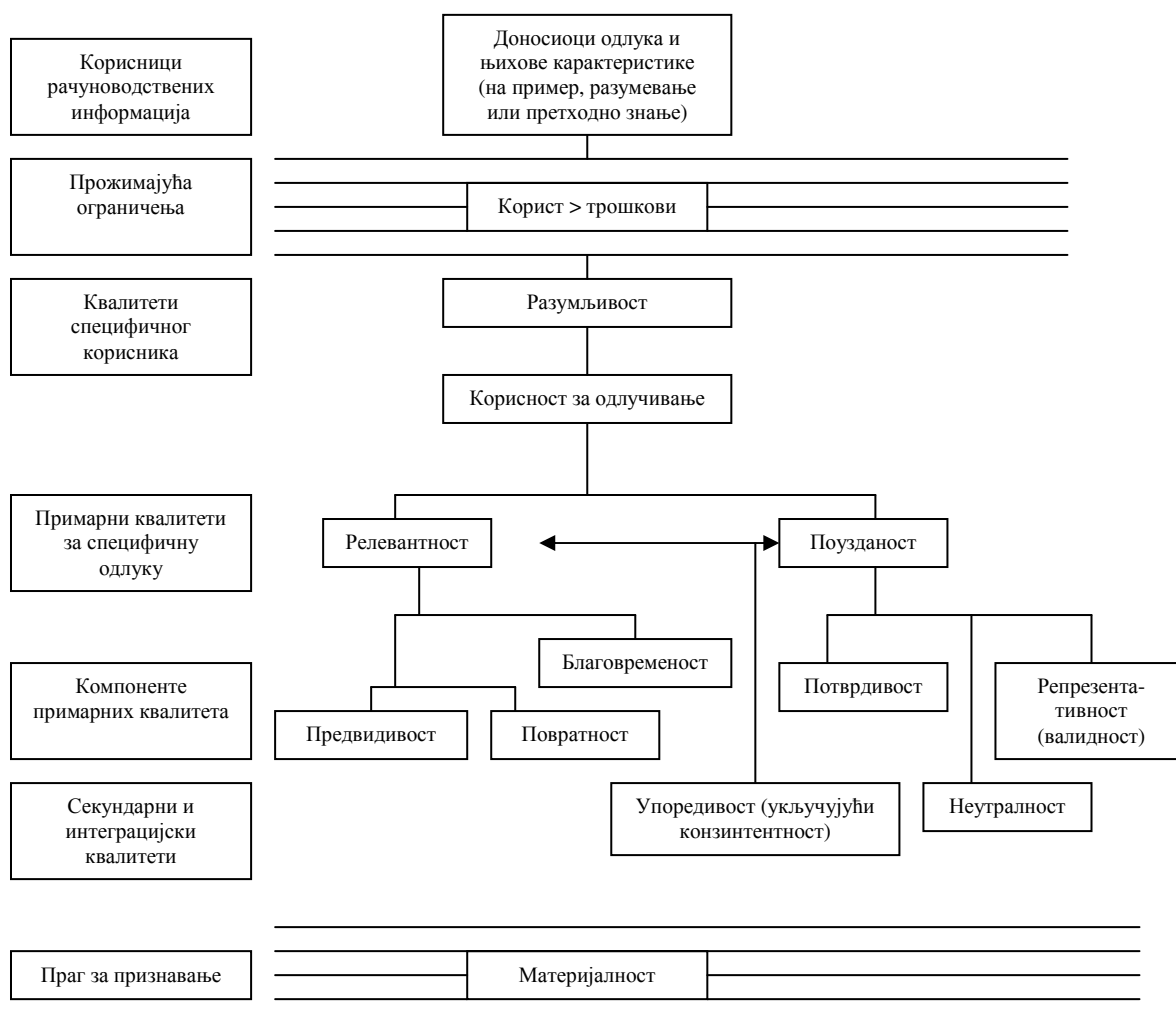 Корисници
рачуноводствених
информација
Доносиоци одлука и
њихове карактеристике
(на пример, разумевање
или претходно знање)
Прожимајућа
ограничења
Корист > трошкови
Квалитети
специфичног
корисника
Разумљивост
Корисност за одлучивање
Примарни квалитети
за специфичну
одлуку
Релевантност
Поузданост
Компоненте
примарних квалитета
Благовременост
Предвидивост
Повратност
Потврдивост
Репрезента-
тивност
(валидност)
Секундарни и
интеграцијски
квалитети
Упоредивост (укључујући
конзинтентност)
Неутралност
Праг за признавање
Материјалност